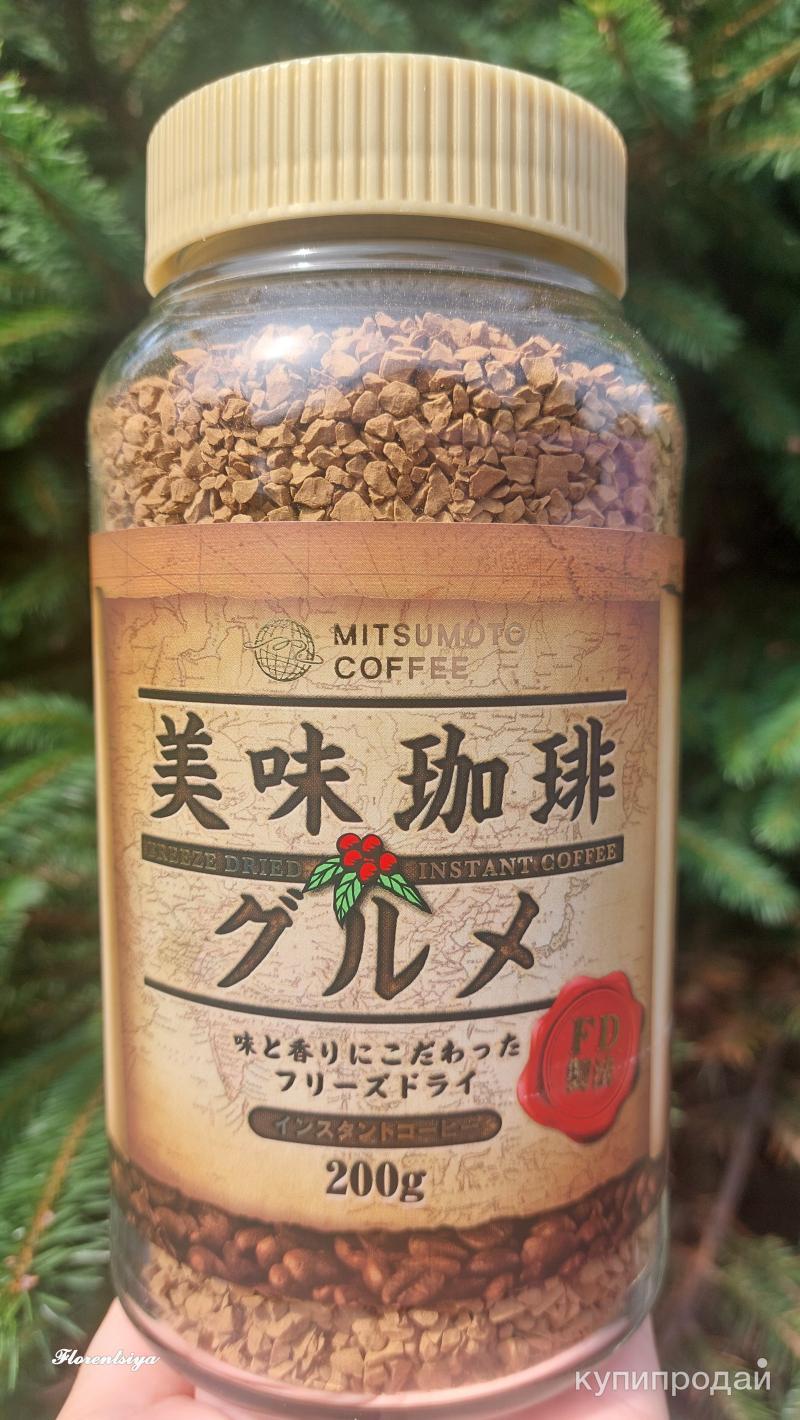 MITSUMOTO
COFFEE
美味珈琲
FREEZE DRIED INSTANT COFFEE
グルメ
味と香りにこだわった
フリーズドライ
FD
製法
インスタントコーヒー
200g
Florentsiya
купипродай